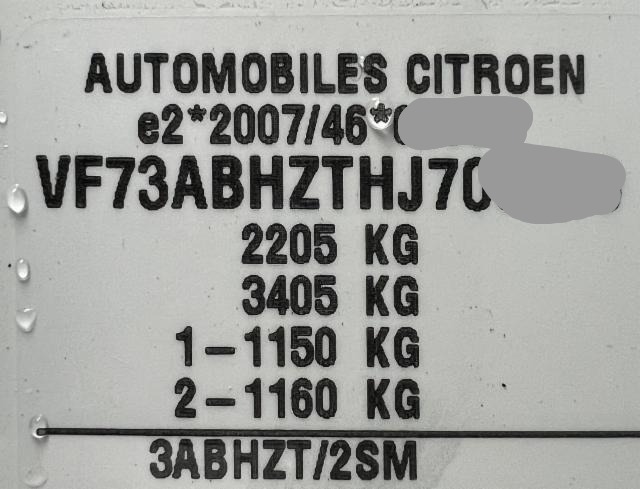 AUTOMOBILES CITROEN
e2*2007/46*0
VF73ABHZTHJ70
2205 KG
3405 KG
1-1150 KG
2-1160 KG
3ABHZT/2SM